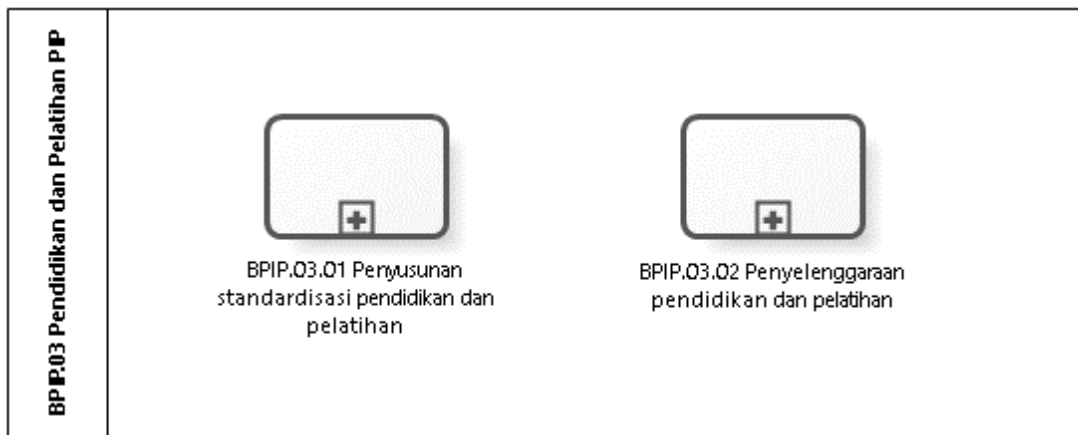 BPIP.03 Pendidikan dan Pelatihan PIP
BPIP.03.01 Penyusunan
standardisasi pendidikan dan
pelatihan
BPIP.03.02 Penyelenggaraan
pendidikan dan pelatihan